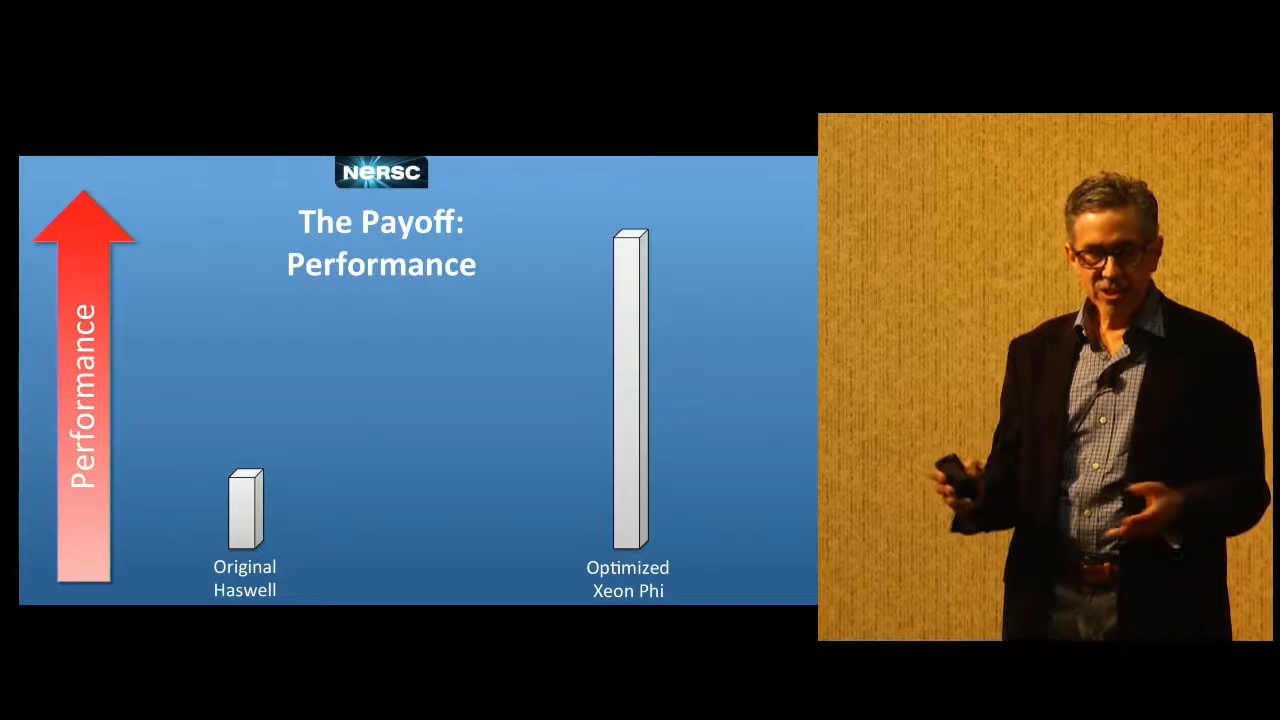 NERSC
The Payoff:
Performance
Performance
Original
Haswell
Optimized
Xeon Phi